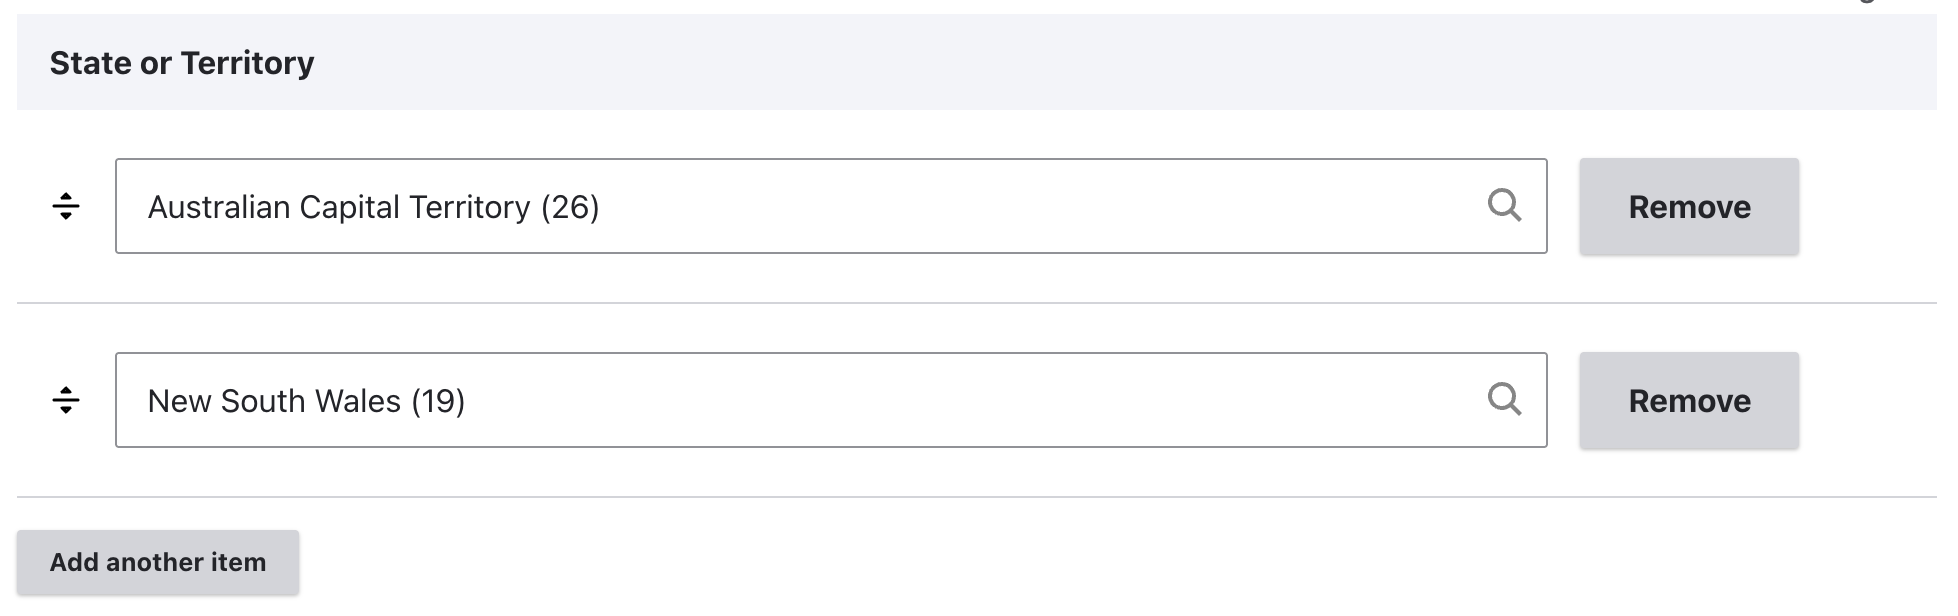 State or Territory
Australian Capital Territory (26)
Remove
New South Wales (19)
Remove
Add another item